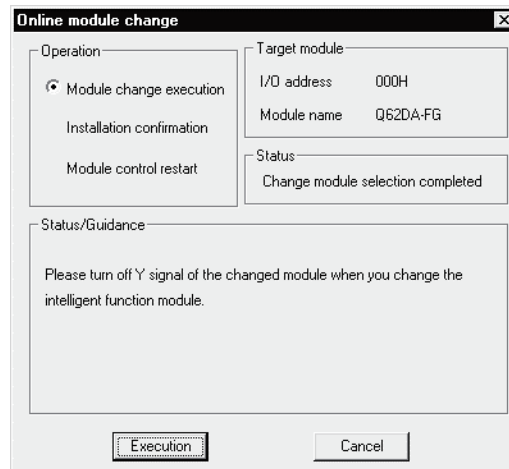 Online module change
Operation
Module change execution
Installation confirmation
Module control restart
Target module
I/O address 000H
Module name Q62DA-FG
Status
Change module selection completed
Status/Guidance
Please turn off Y signal of the changed module when you change the
intelligent function module.
Execution Cancel